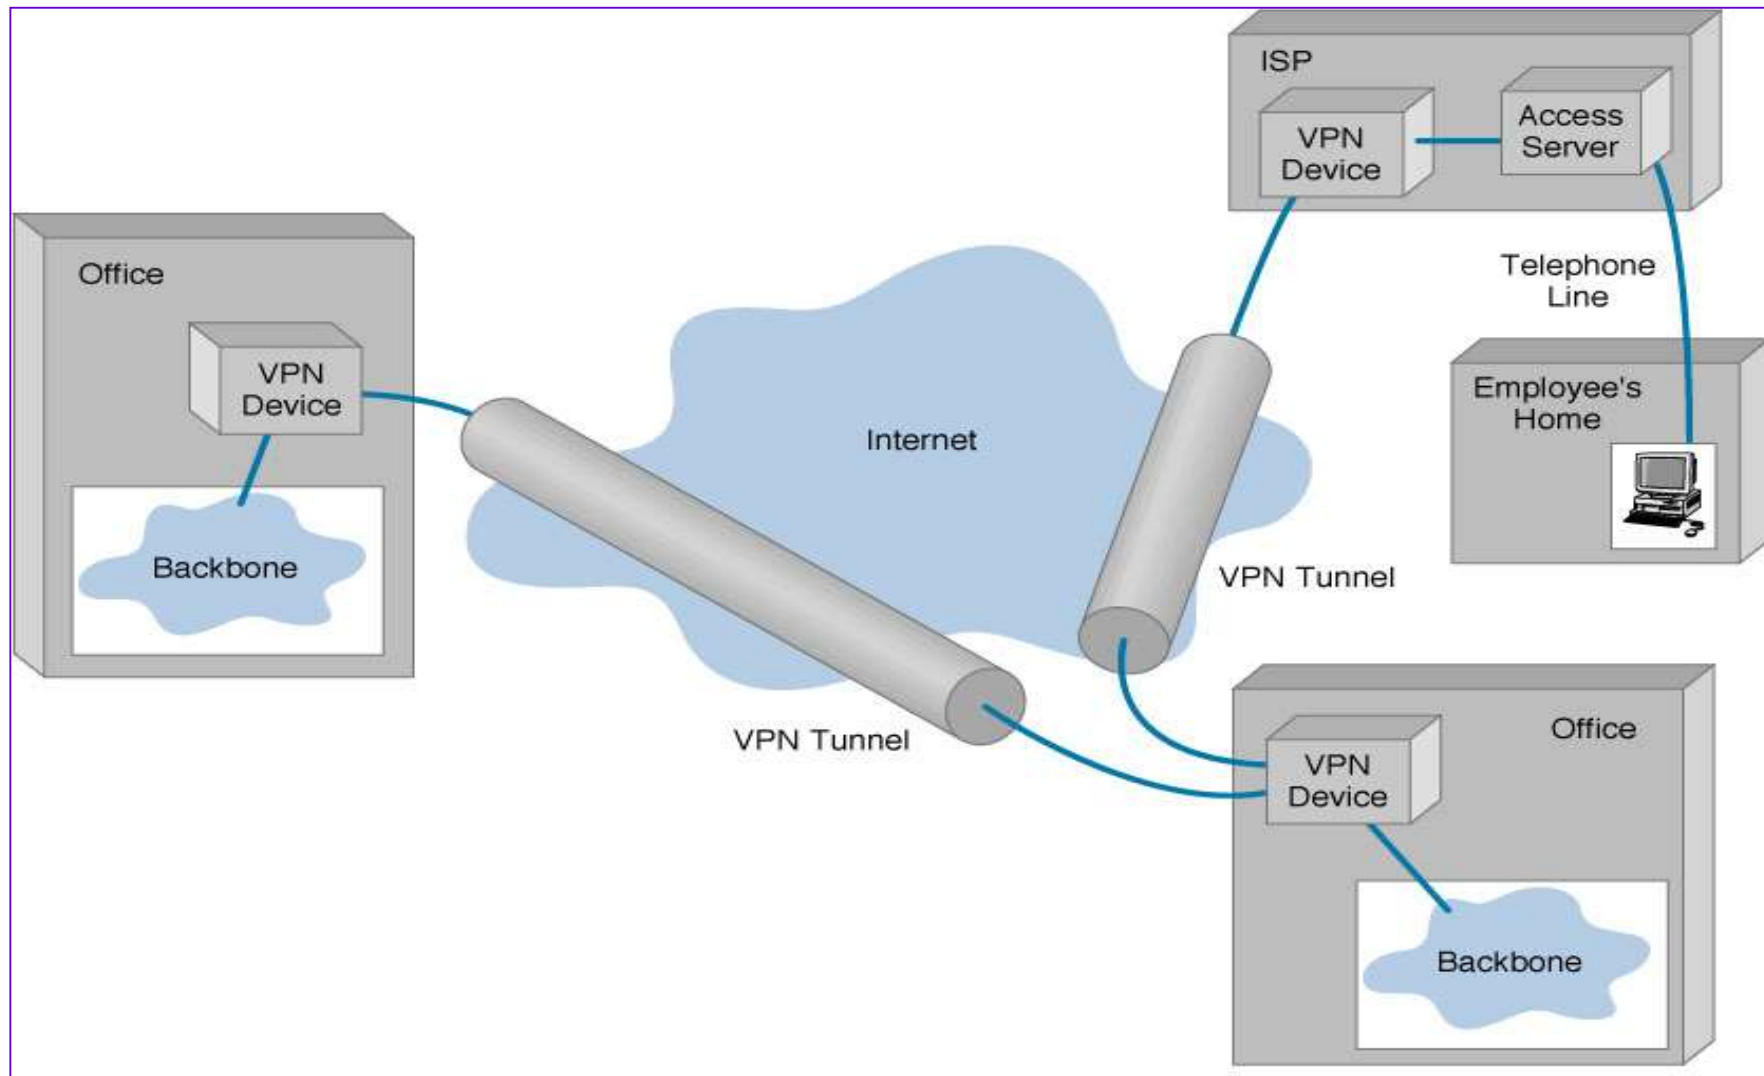 ISP
VPN
Device
Access
Server
Telephone
Line
Employee's
Home
Office
VPN
Device
Backbone
Internet
VPN Tunnel
VPN Tunnel
Office
VPN
Device
Backbone